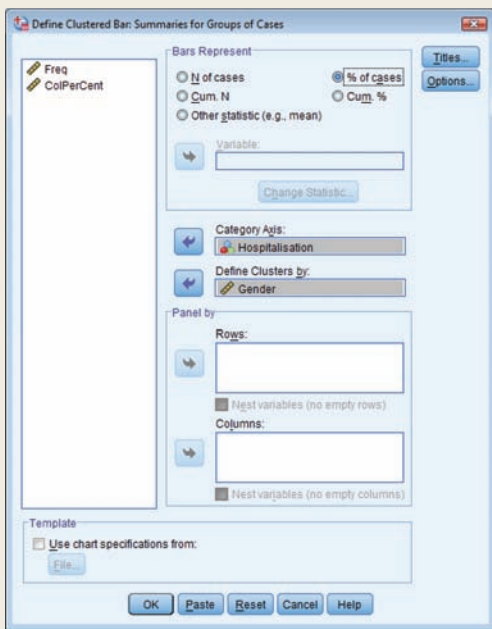 Define Clustered Bar: Summaries for Groups of Cases
Freq
ColPerCent
Bars Represent
N of cases
% of cases
Cum. N
Cum. %
Other statistic (e.g., mean)
Variable:
Change Statistic...
Titles...
Options...
Category Axis:
Hospitalisation
Define Clusters by:
Gender
Panel by
Rows:
Nest variables (no empty rows)
Columns:
Nest variables (no empty columns)
Template
Use chart specifications from:
File...
OK Paste Reset Cancel Help